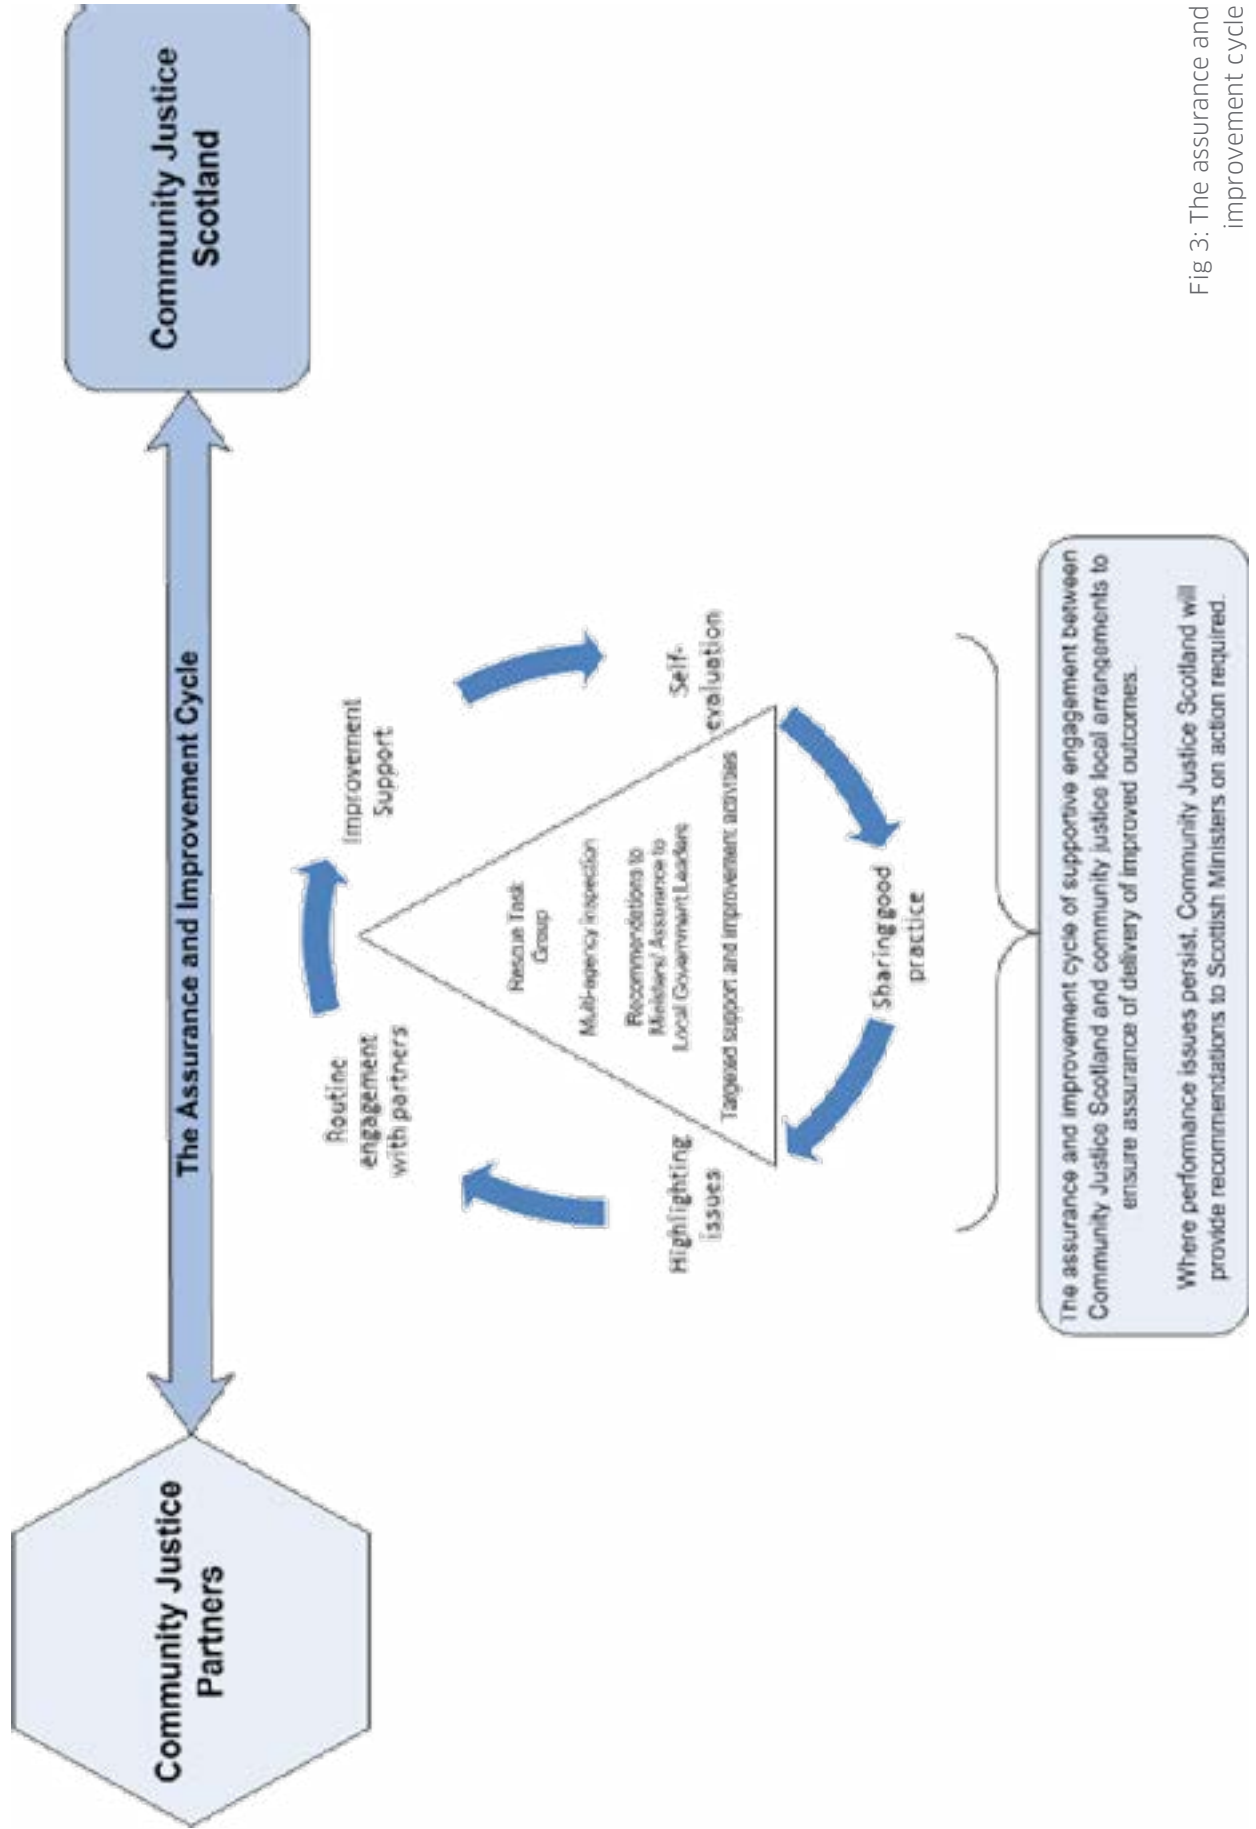 Community Justice
Partners
The Assurance and Improvement Cycle
Community Justice
Scotland
Routine
engagement
with partners
Improvement
Support
Self-
evaluation
Sharing good
practice
Highlighting
issues
Rescue Task
Group
Multi-agency inspection
Recommendations to
Ministers/ Assurance to
Local Government Leaders
Targeted support and improvement activities
The assurance and improvement cycle of supportive engagement between
Community Justice Scotland and community justice local arrangements to
ensure assurance of delivery of improved outcomes.
Where performance issues persist, Community Justice Scotland will
provide recommendations to Scottish Ministers on action required.
Fig 3: The assurance and
improvement cycle